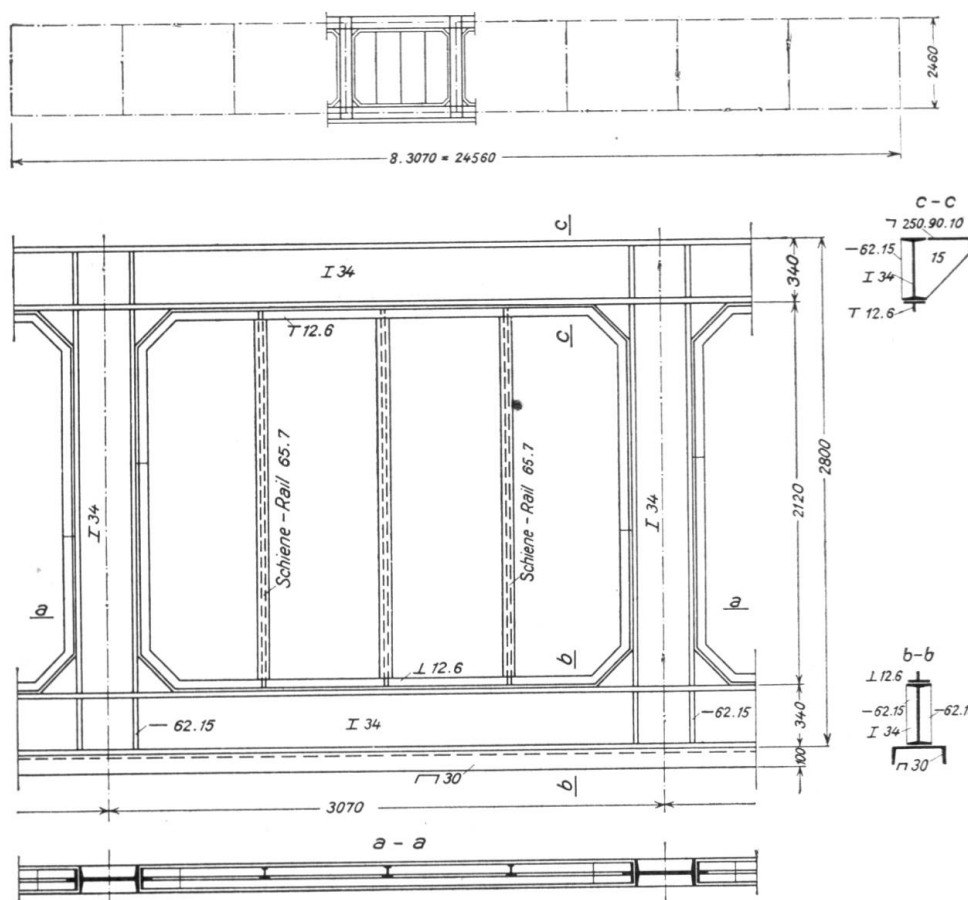 2460
8.3070 = 24560
c - c
⊓ 250.90.10
—62.15
15
I 34
T 12.6
c
I 34
340
T 12.6
c
Schiene-Rail 65.7
Schiene-Rail 65.7
I 34
I 34
2120
2800
a
a
b
b-b
⊥ 12.6
⊥ 12.6
—62.15
I 34
⊓ 30
— 62.15
I 34
—62.15
340
100
⊓ 30
b
3070
a - a